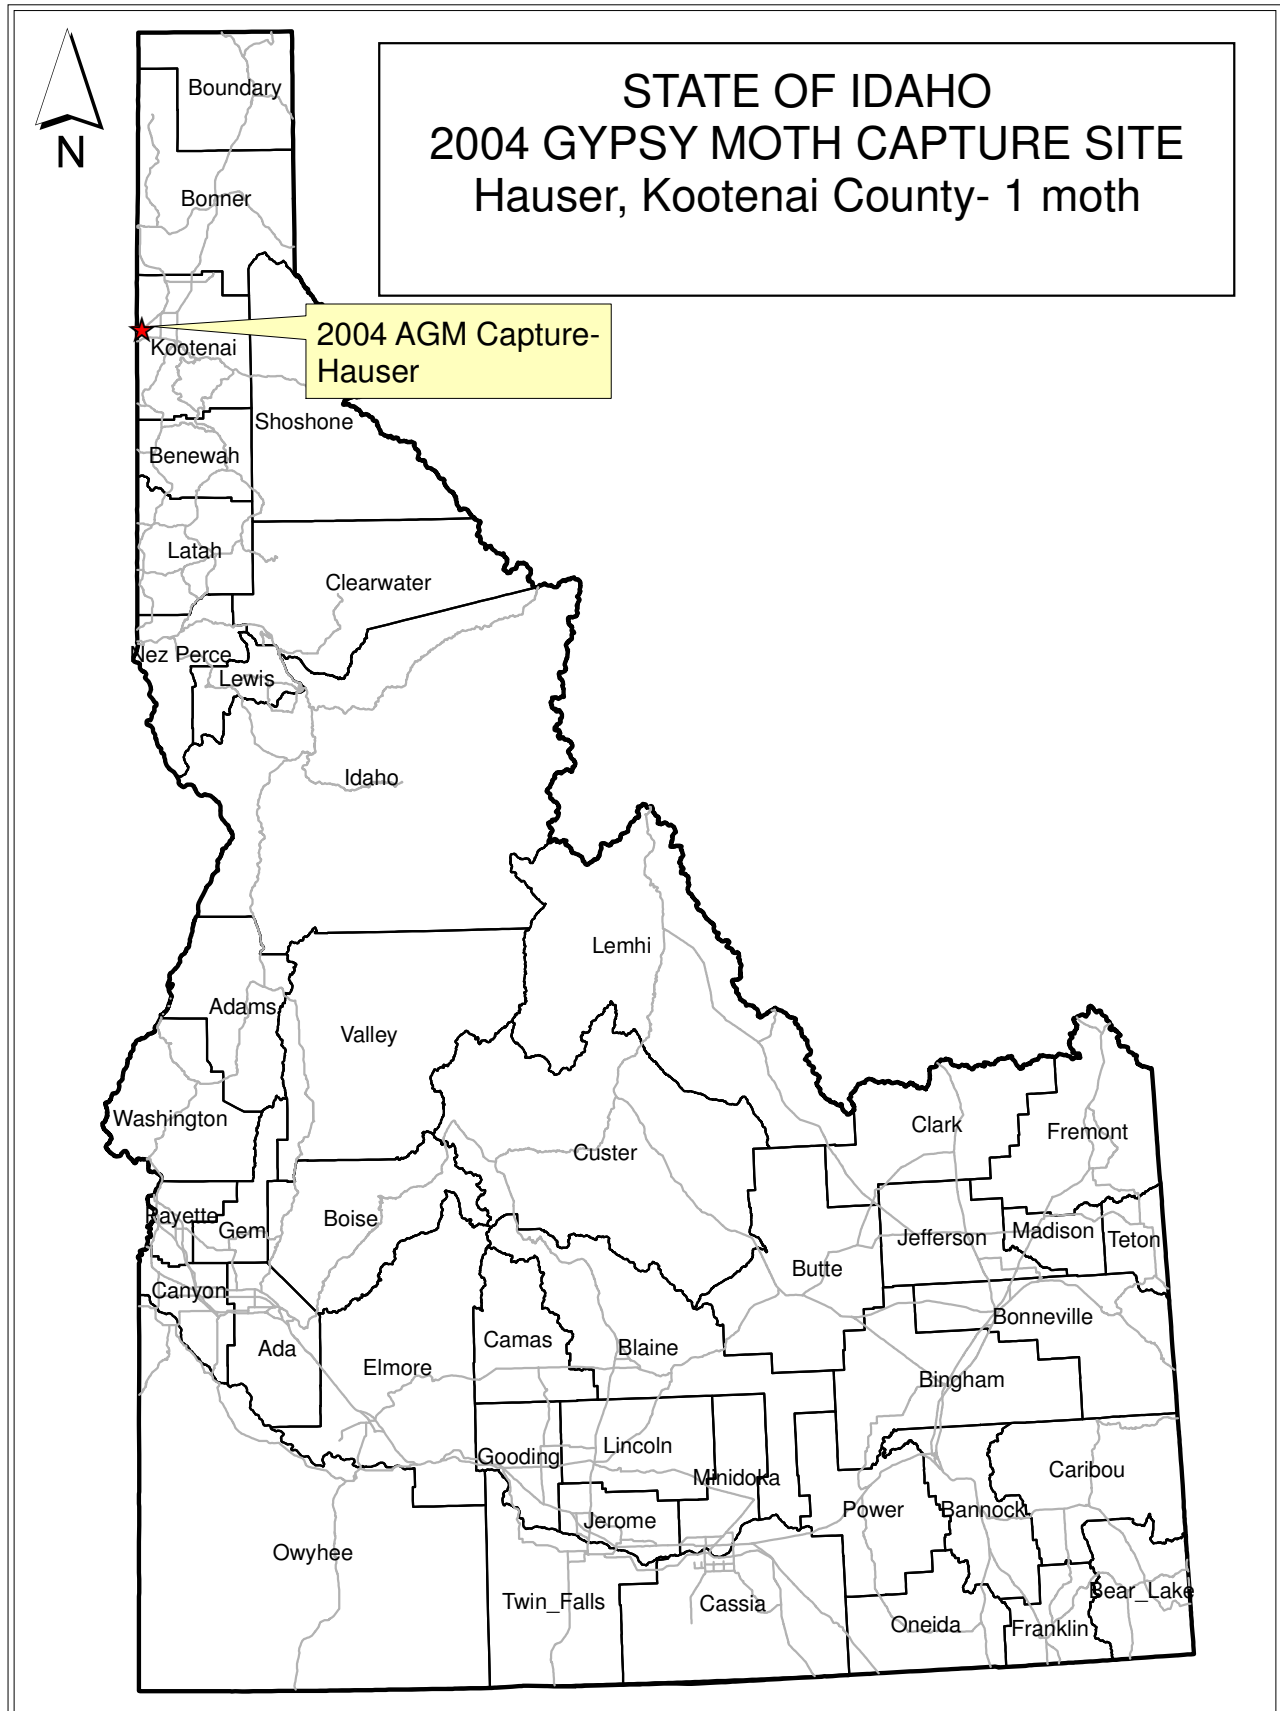 N
STATE OF IDAHO
2004 GYPSY MOTH CAPTURE SITE
Hauser, Kootenai County- 1 moth
Boundary
Bonner
2004 AGM Capture-
Hauser
Kootenai
Shoshone
Benewah
Latah
Clearwater
Nez Perce
Lewis
Idaho
Lemhi
Adams
Valley
Washington
Clark
Fremont
Custer
Payette
Gem
Boise
Jefferson
Madison
Teton
Butte
Canyon
Bonneville
Ada
Camas
Blaine
Elmore
Bingham
Gooding
Lincoln
Minidoka
Caribou
Jerome
Power
Bannock
Owyhee
Twin_Falls
Cassia
Bear_Lake
Oneida
Franklin